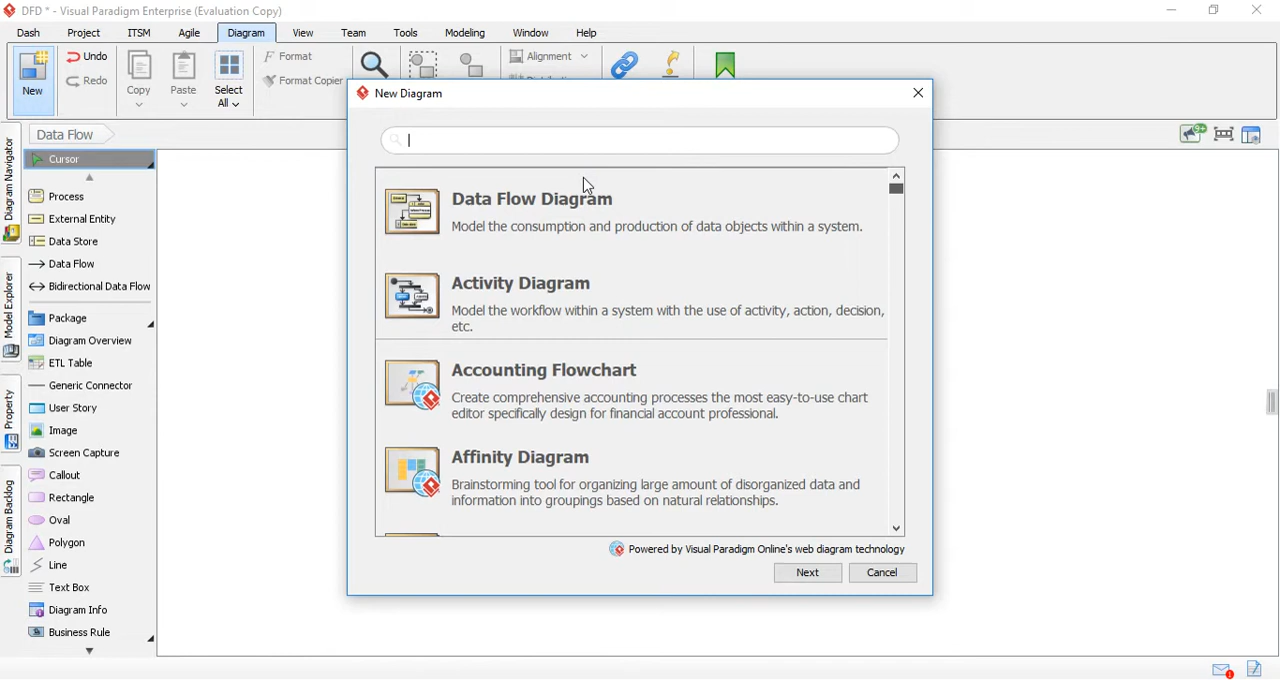 DFD * - Visual Paradigm Enterprise (Evaluation Copy)
Dash Project ITSM Agile Diagram View Team Tools Modeling Window Help
New
Undo
Redo
Copy
Paste
Select
All
Format
Format Copier
Alignment
New Diagram
Data Flow
9+
Diagram Navigator
Model Explorer
Property
Diagram Backlog
Cursor
Process
External Entity
Data Store
Data Flow
Bidirectional Data Flow
Package
Diagram Overview
ETL Table
Generic Connector
User Story
Image
Screen Capture
Callout
Rectangle
Oval
Polygon
Line
Text Box
Diagram Info
Business Rule
Data Flow Diagram
Model the consumption and production of data objects within a system.
Activity Diagram
Model the workflow within a system with the use of activity, action, decision,
etc.
Accounting Flowchart
Create comprehensive accounting processes the most easy-to-use chart
editor specifically design for financial account professional.
Affinity Diagram
Brainstorming tool for organizing large amount of disorganized data and
information into groupings based on natural relationships.
Powered by Visual Paradigm Online's web diagram technology
Next Cancel